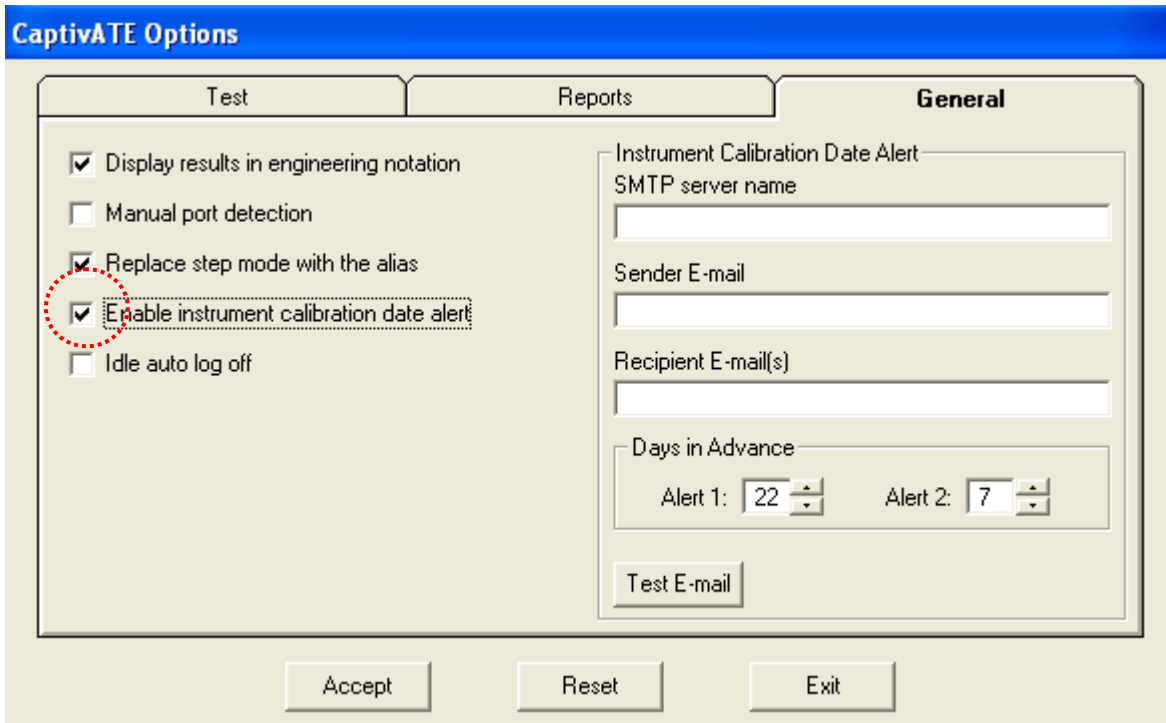 CaptivATE Options
Test
Reports
General
Display results in engineering notation
Manual port detection
Replace step mode with the alias
Enable instrument calibration date alert
Idle auto log off
Instrument Calibration Date Alert
SMTP server name
Sender E-mail
Recipient E-mail(s)
Days in Advance
Alert 1: 22
Alert 2: 7
Test E-mail
Accept
Reset
Exit